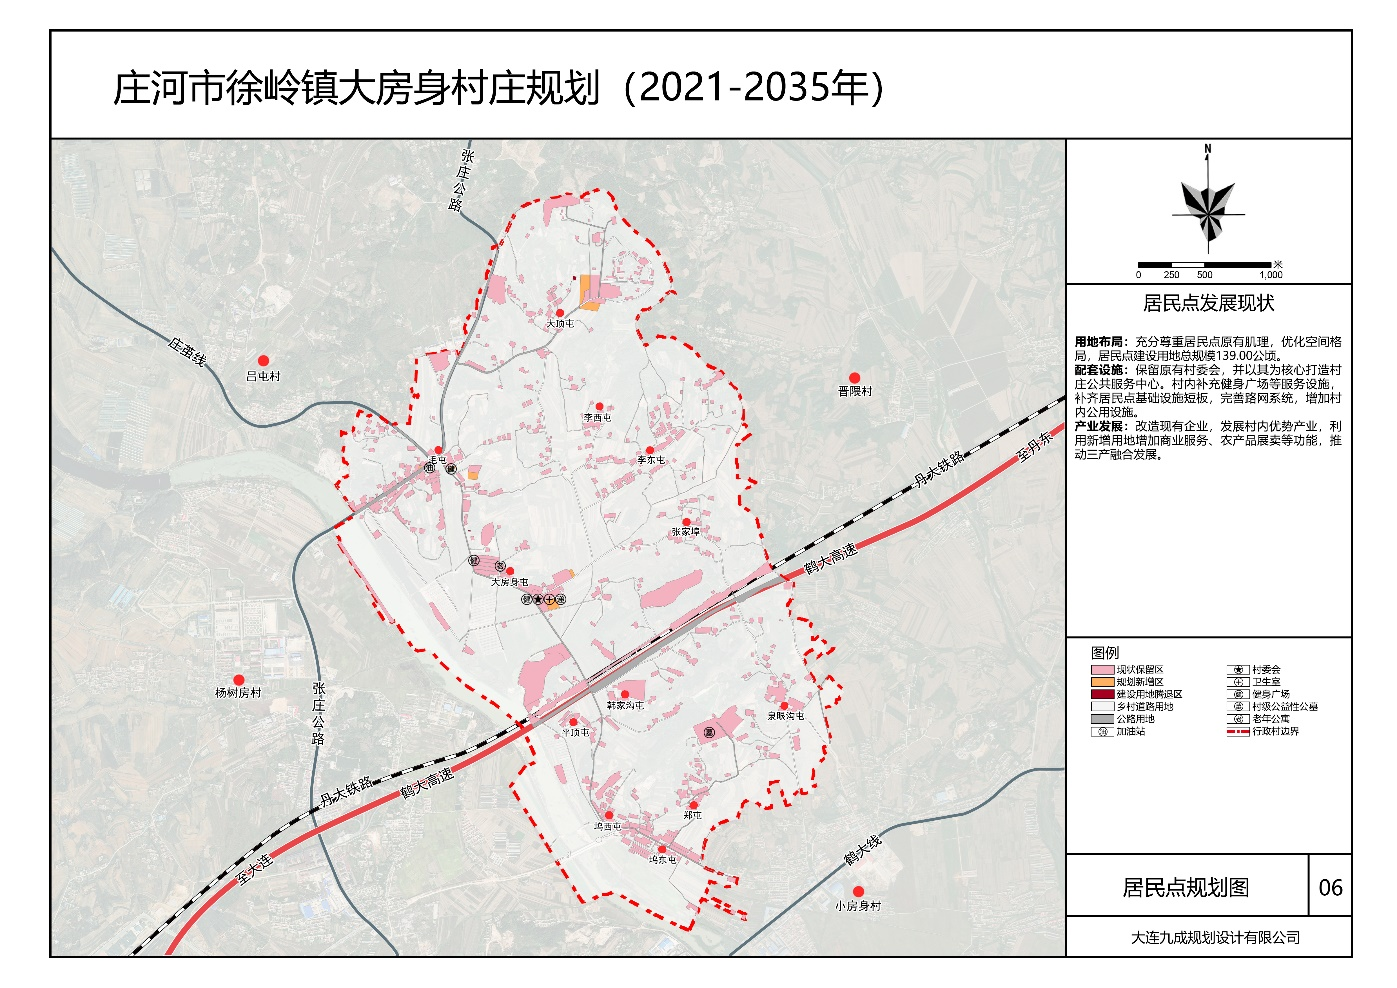 庄河市徐岭镇大房身村庄规划（2021-2035年）
张庄公路
庄茧线
吕屯村
天顶屯
晋隈村
李西屯
毛屯
李东屯
丹大铁路
至丹东
张家埠
鹤大高速
大房身屯
杨树房村
张庄公路
韩家沟屯
泉眼沟屯
平顶屯
丹大铁路
鹤大高速
坞西屯
郑屯
坞东屯
鹤大线
至大连
小房身村
N
米
0 250 500 1,000
居民点发展现状
用地布局：充分尊重居民点原有肌理，优化空间格
局，居民点建设用地总规模139.00公顷。
配套设施：保留原有村委会，并以其为核心打造村
庄公共服务中心。村内补充健身广场等服务设施，
补齐居民点基础设施短板，完善路网系统，增加村
内公用设施。
产业发展：改造现有企业，发展村内优势产业，利
用新增用地增加商业服务、农产品展卖等功能，推
动三产融合发展。
图例
现状保留区 村委会
规划新增区 卫生室
建设用地腾退区 健身广场
乡村道路用地 村级公益性公墓
公路用地 老年公寓
加油站 行政村边界
居民点规划图 06
大连九成规划设计有限公司